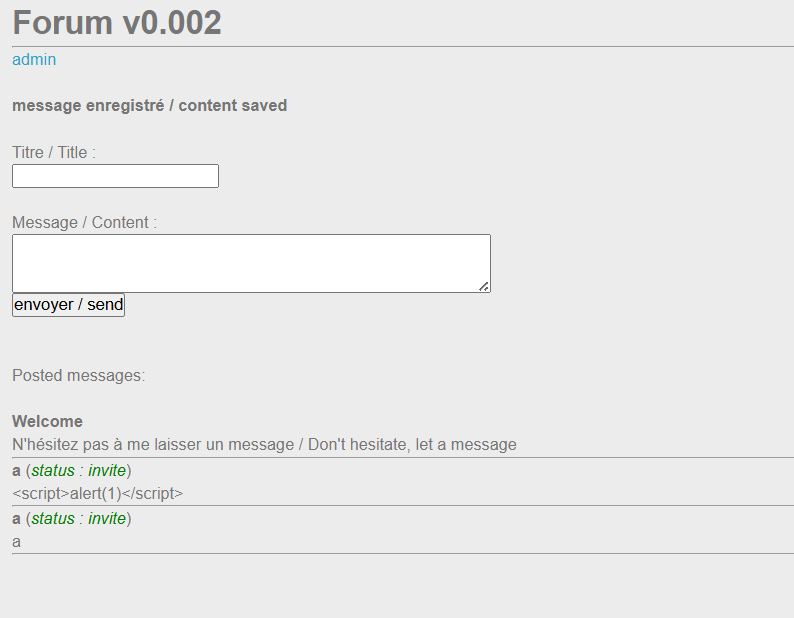 Forum v0.002
admin
message enregistré / content saved
Titre / Title :
Message / Content :
envoyer / send
Posted messages:
Welcome
N'hésitez pas à me laisser un message / Don't hesitate, let a message
a (status : invite)
<script>alert(1)</script>
a (status : invite)
a